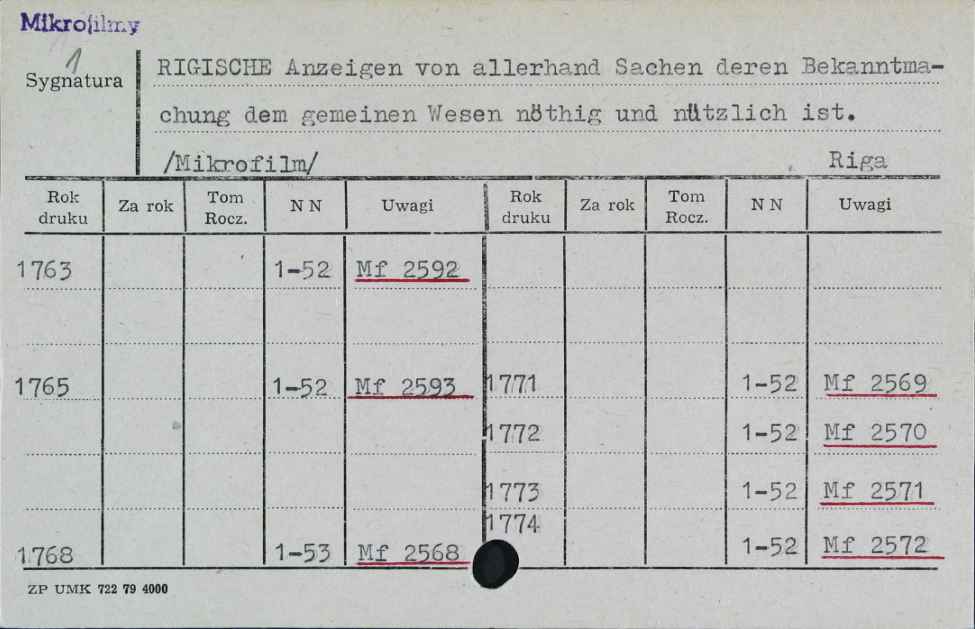 Mikrofilmy
1
Sygnatura
RIGISCHE Anzeigen von allerhand Sachen deren Bekanntma-
chung dem gemeinen Wesen nöthig und nützlich ist.
/Mikrofilm/ Riga
Rok druku Za rok Tom Rocz. N N Uwagi Rok druku Za rok Tom Rocz. N N Uwagi
1763 1-52 Mf 2592
1765 1-52 Mf 2593 1771 1-52 Mf 2569
1772 1-52 Mf 2570
1773 1-52 Mf 2571
1774 1-52 Mf 2572
1768 1-53 Mf 2568
ZP UMK 722 79 4000